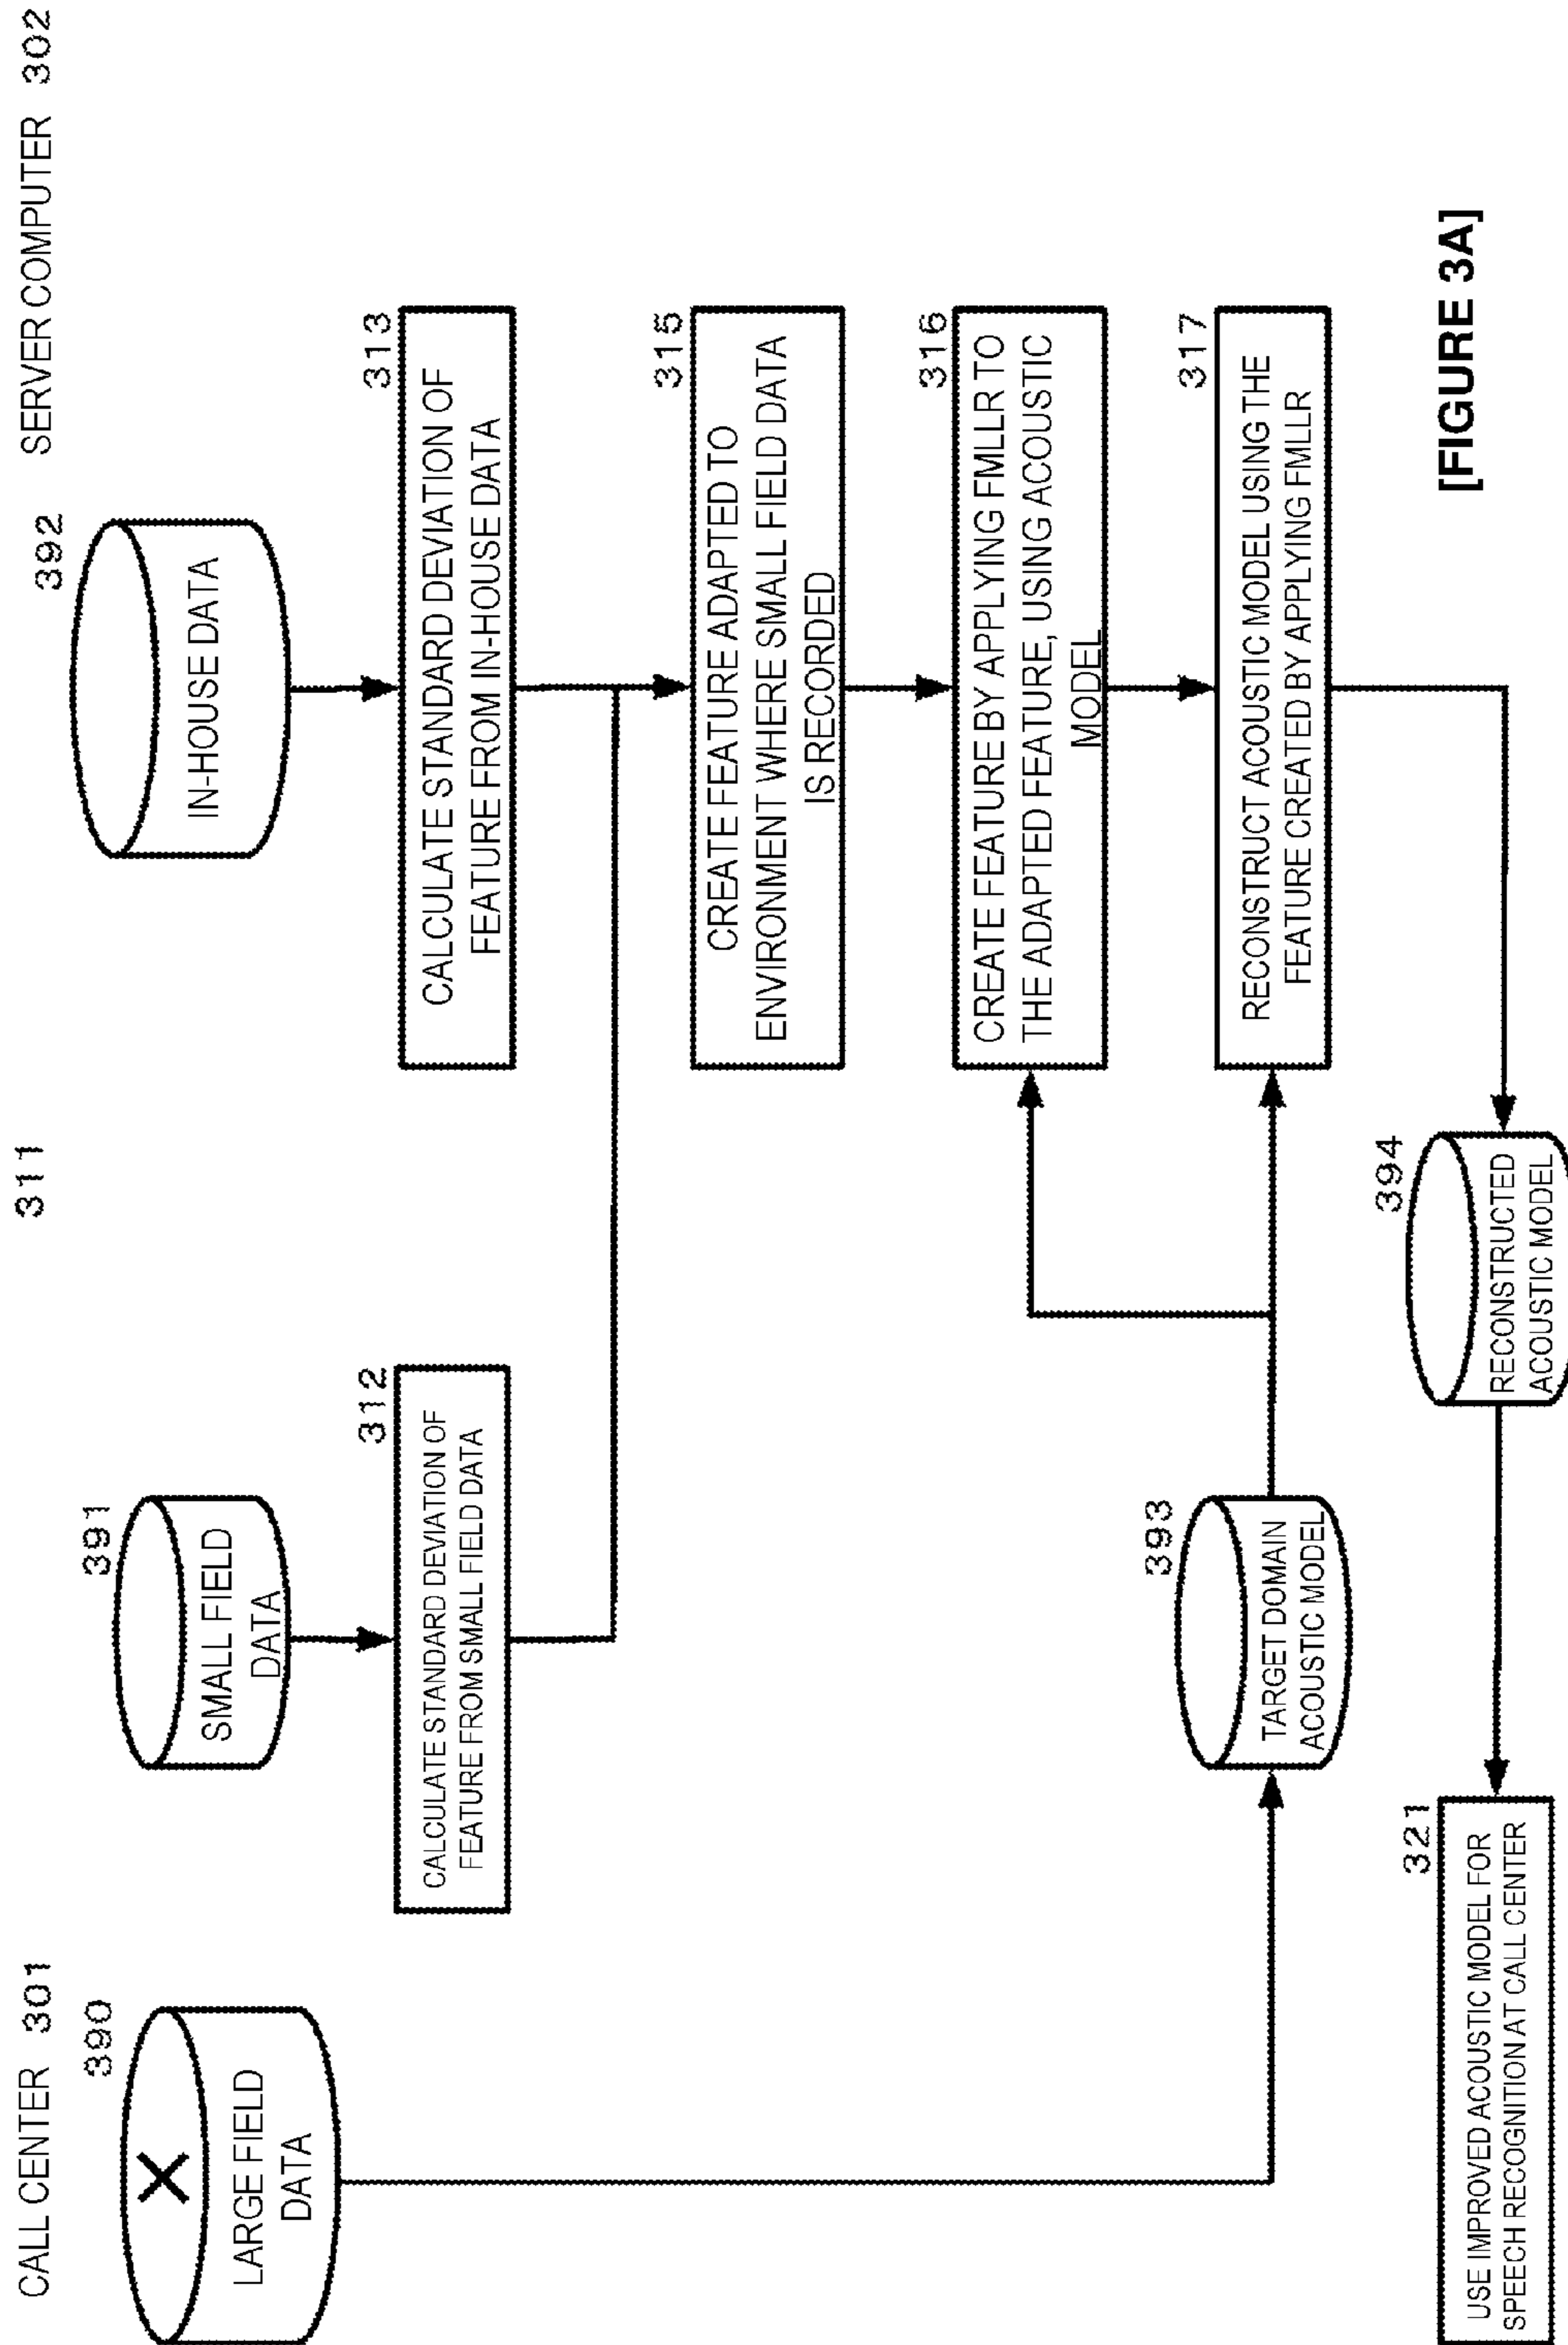 CALL CENTER 301
311
SERVER COMPUTER 302
390
LARGE FIELD
DATA
391
SMALL FIELD
DATA
392
IN-HOUSE DATA
312
CALCULATE STANDARD DEVIATION OF
FEATURE FROM SMALL FIELD DATA
313
CALCULATE STANDARD DEVIATION OF
FEATURE FROM IN-HOUSE DATA
315
CREATE FEATURE ADAPTED TO
ENVIRONMENT WHERE SMALL FIELD DATA
IS RECORDED
316
CREATE FEATURE BY APPLYING FMLLR TO
THE ADAPTED FEATURE, USING ACOUSTIC
MODEL
393
TARGET DOMAIN
ACOUSTIC MODEL
317
RECONSTRUCT ACOUSTIC MODEL USING THE
FEATURE CREATED BY APPLYING FMLLR
394
RECONSTRUCTED
ACOUSTIC MODEL
321
USE IMPROVED ACOUSTIC MODEL FOR
SPEECH RECOGNITION AT CALL CENTER
[FIGURE 3A]